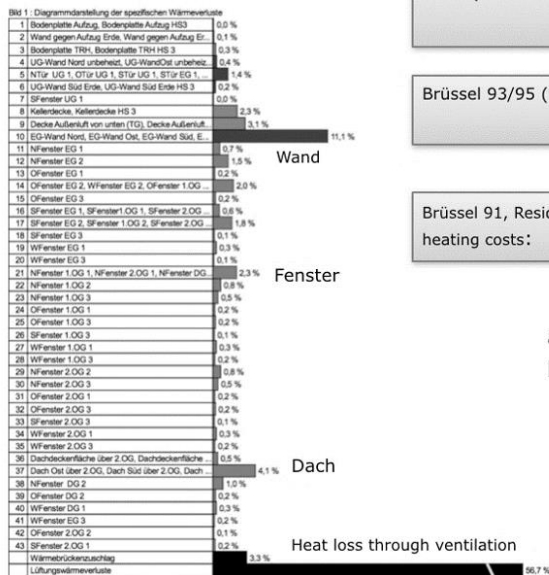 Bild 1 : Diagrammdarstellung der spezifischen Wärmeverluste
1 Bodenplatte Aufzug, Bodenplatte Aufzug HS3 0,0 %
2 Wand gegen Aufzug Erde, Wand gegen Aufzug Er... 0,1 %
3 Bodenplatte TRH, Bodenplatte TRH HS 3 0,3 %
4 UG-Wand Nord unbeheizt, UG-WandOst unbeheiz... 0,4 %
5 NTür UG 1, OTür UG 1, STür UG 1, STür EG 1, ... 1,4 %
6 UG-Wand Süd Erde, UG-Wand Süd Erde HS 3 0,2 %
7 SFenster UG 1 0,0 %
8 Kellerdecke, Kellerdecke HS 3 2,3 %
9 Decke Außenluft von unten (TG), Decke Außenluft... 3,1 %
10 EG-Wand Nord, EG-Wand Ost, EG-Wand Süd, E... 11,1 %
Wand
11 NFenster EG 1 0,7 %
12 NFenster EG 2 1,5 %
13 OFenster EG 1 0,2 %
14 OFenster EG 2, WFenster EG 2, OFenster 1.OG ... 2,0 %
15 OFenster EG 3 0,2 %
16 SFenster EG 1, SFenster1.OG 1, SFenster 2.OG ... 0,6 %
17 SFenster EG 2, SFenster 1.OG 2, SFenster 2.OG ... 1,8 %
18 SFenster EG 3 0,1 %
19 WFenster EG 1 0,3 %
20 WFenster EG 3 0,1 %
21 NFenster 1.OG 1, NFenster 2.OG 1, NFenster DG... 2,3 %
Fenster
22 NFenster 1.OG 2 0,8 %
23 NFenster 1.OG 3 0,5 %
24 OFenster 1.OG 1 0,2 %
25 OFenster 1.OG 3 0,2 %
26 SFenster 1.OG 3 0,1 %
27 WFenster 1.OG 1 0,3 %
28 WFenster 1.OG 3 0,2 %
29 NFenster 2.OG 2 0,8 %
30 NFenster 2.OG 3 0,5 %
31 OFenster 2.OG 1 0,2 %
32 OFenster 2.OG 3 0,2 %
33 SFenster 2.OG 3 0,1 %
34 WFenster 2.OG 1 0,3 %
35 WFenster 2.OG 3 0,2 %
36 Dachdeckenfläche über 2.OG, Dachdeckenfläche ... 0,5 %
37 Dach Ost über 2.OG, Dach Süd über 2.OG, Dach ... 4,1 %
Dach
38 NFenster DG 2 1,0 %
39 OFenster DG 2 0,2 %
40 WFenster DG 1 0,3 %
41 WFenster EG 3 0,2 %
42 OFenster 2.OG 2 0,1 %
43 SFenster 2.OG 1 0,2 %
Heat loss through ventilation
Wärmebrückenzuschlag 3,3 %
Lüftungswärmeverluste 56,7 %
Brüssel 93/95 (
Brüssel 91, Resid
heating costs: